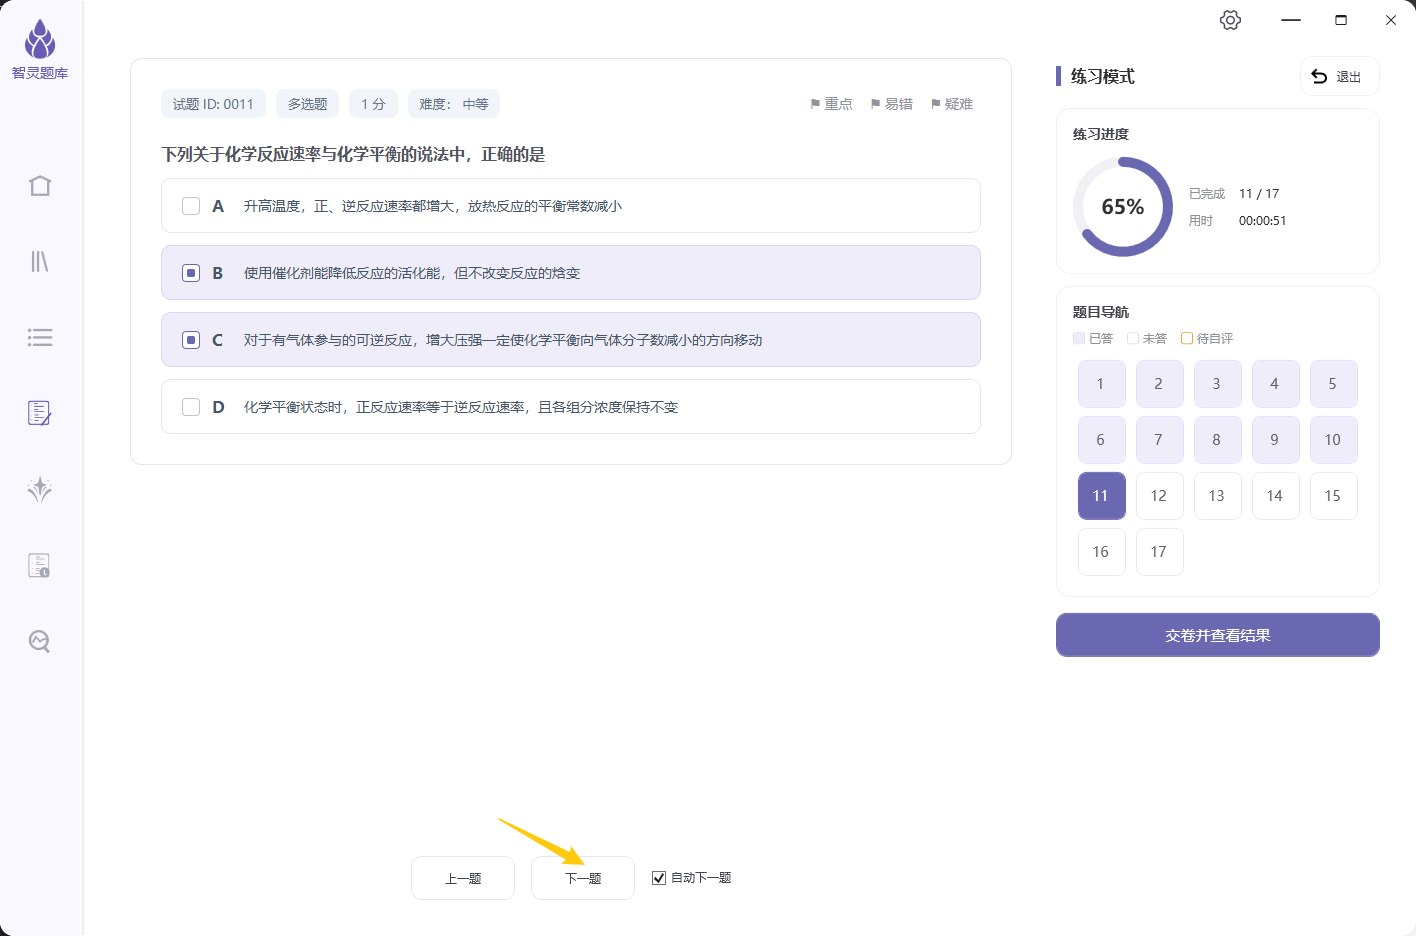 智灵题库
试题 ID: 0011 多选题 1 分 难度： 中等 重点 易错 疑难
下列关于化学反应速率与化学平衡的说法中，正确的是
A 升高温度，正、逆反应速率都增大，放热反应的平衡常数减小
B 使用催化剂能降低反应的活化能，但不改变反应的焓变
C 对于有气体参与的可逆反应，增大压强一定使化学平衡向气体分子数减小的方向移动
D 化学平衡状态时，正反应速率等于逆反应速率，且各组分浓度保持不变
上一题 下一题 自动下一题
练习模式 退出
练习进度
65%
已完成 11 / 17
用时 00:00:51
题目导航
已答 未答 待自评
1 2 3 4 5
6 7 8 9 10
11 12 13 14 15
16 17
交卷并查看结果